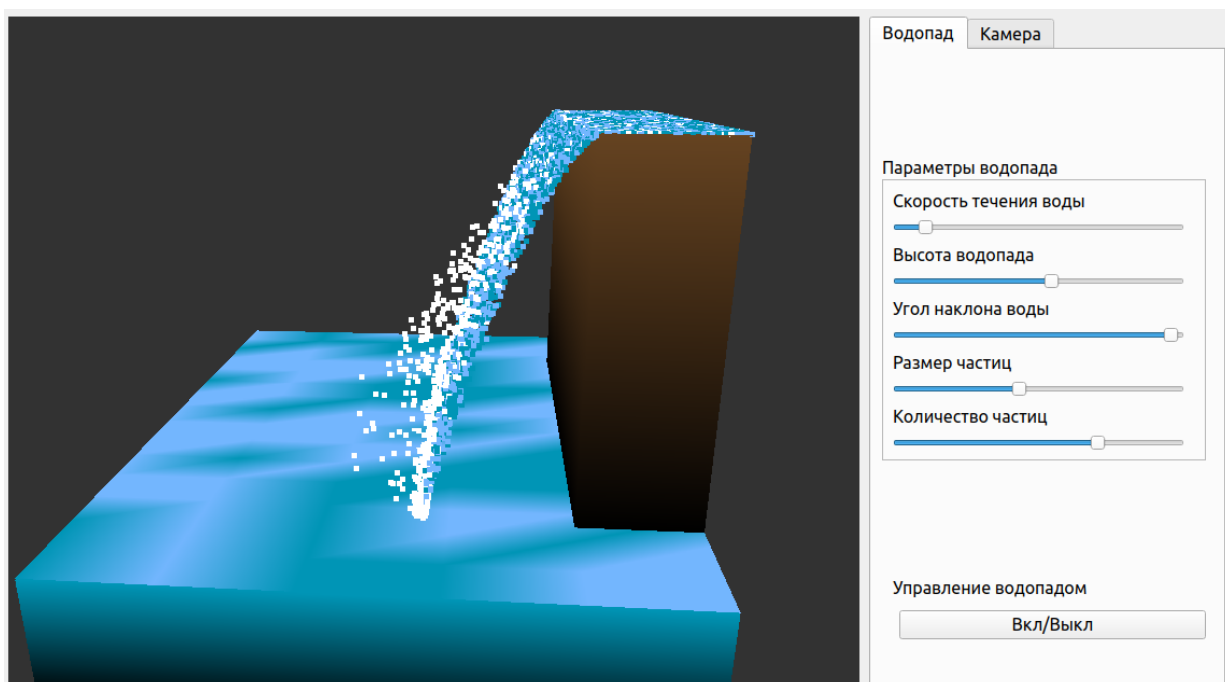 Водопад Камера
Параметры водопада
Скорость течения воды
Высота водопада
Угол наклона воды
Размер частиц
Количество частиц
Управление водопадом
Вкл/Выкл